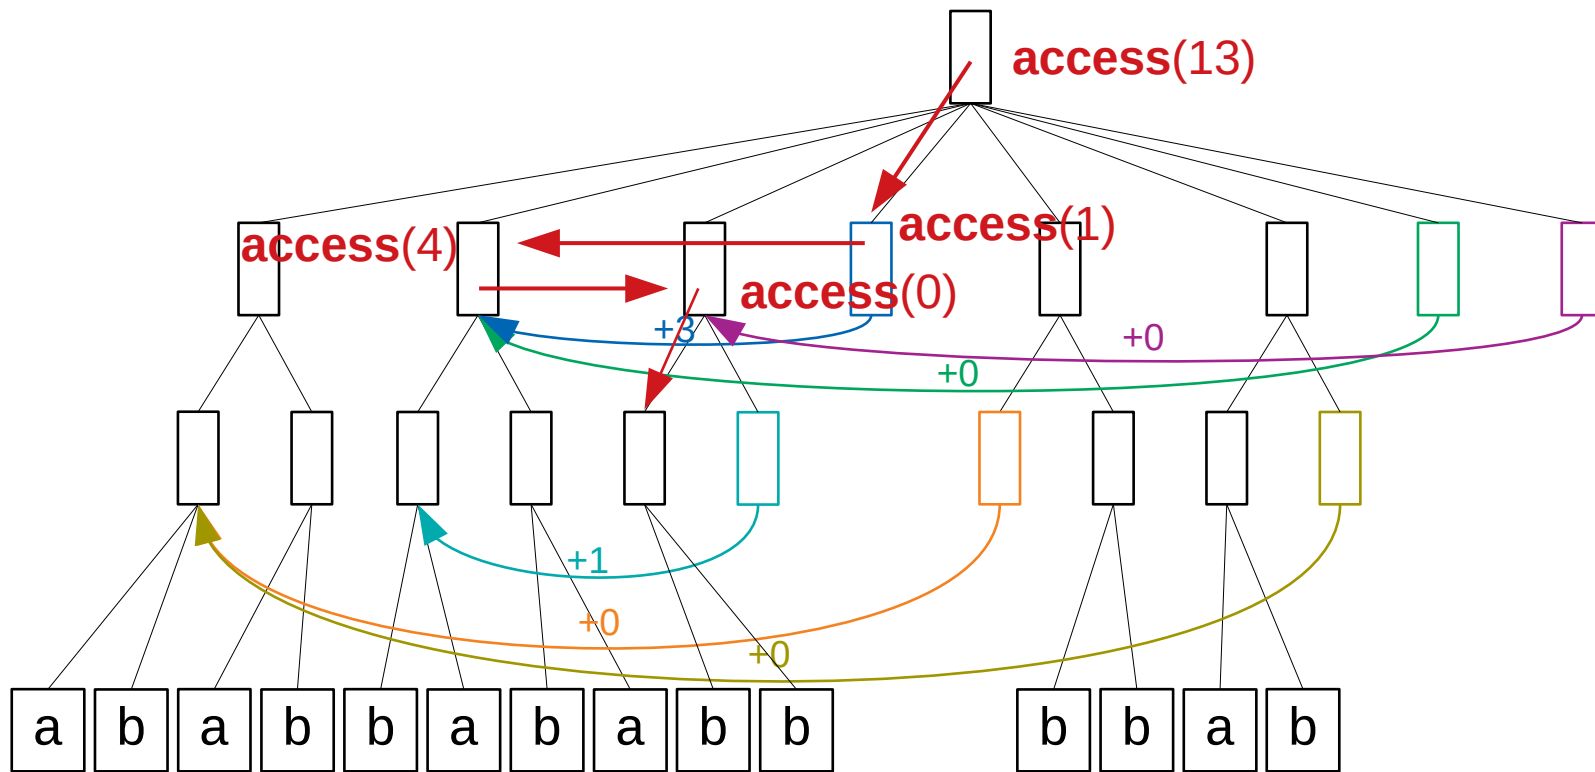 access(13)
access(4)
access(1)
access(0)
+3
+0
+0
+1
+0
+0
a b a b b a b a b b b b a b